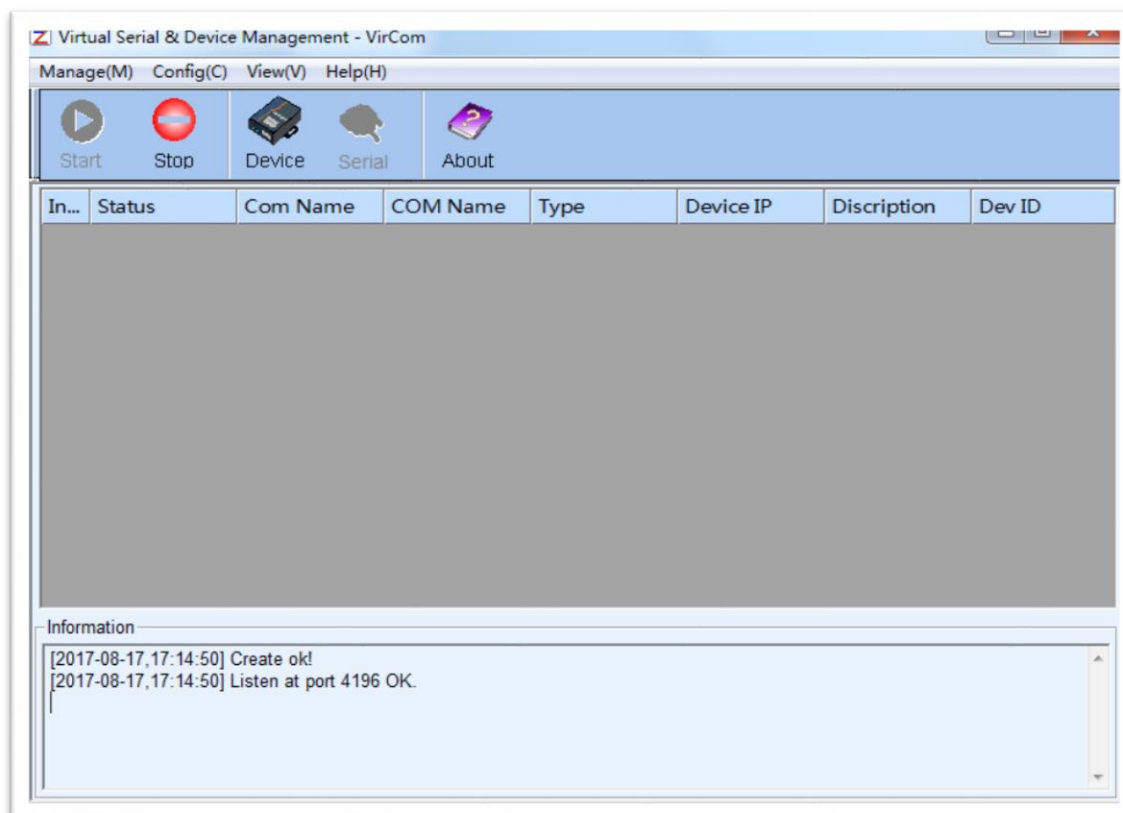 Z Virtual Serial & Device Management - VirCom
Manage(M) Config(C) View(V) Help(H)
Start Stop Device Serial About
In... Status Com Name COM Name Type Device IP Discription Dev ID
Information
[2017-08-17,17:14:50] Create ok!
[2017-08-17,17:14:50] Listen at port 4196 OK.